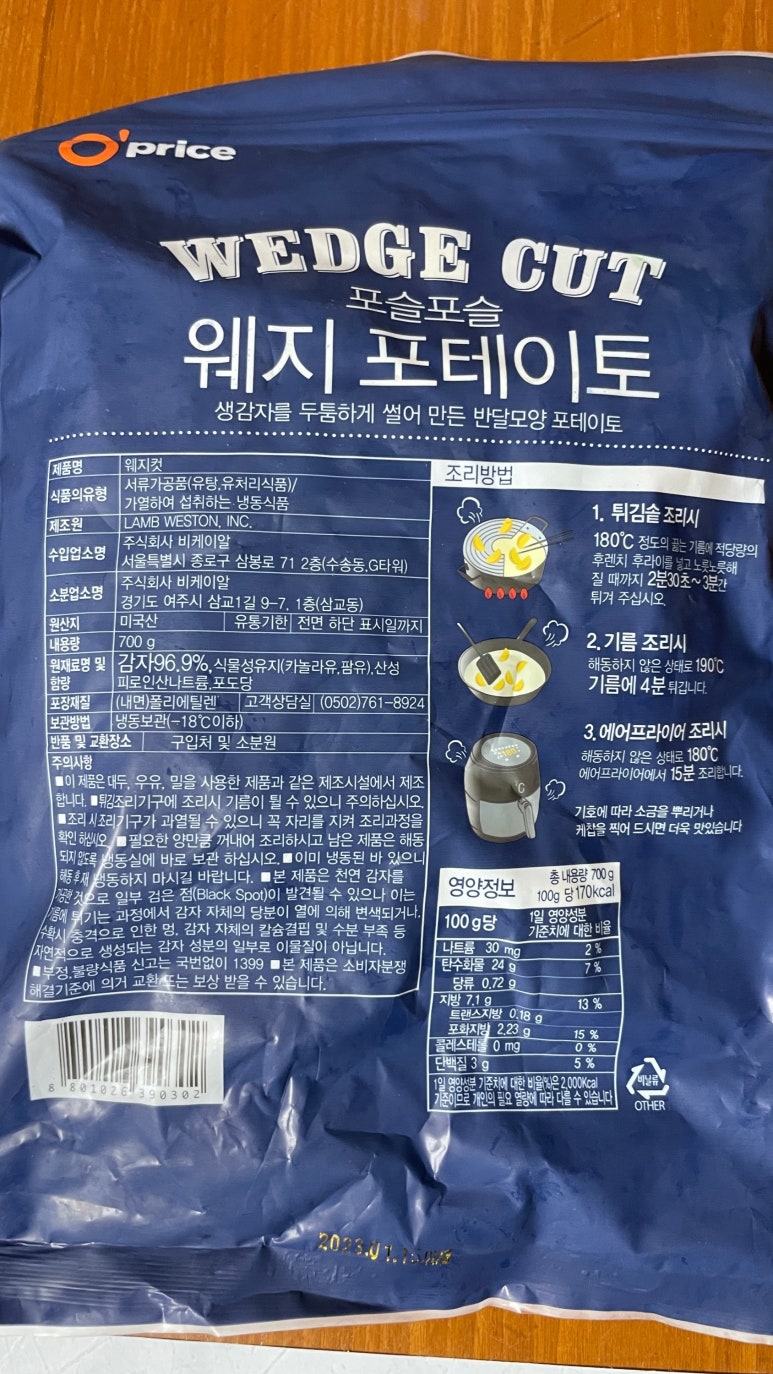 O'price
WEDGE CUT
포슬포슬
웨지 포테이토
생감자를 두툼하게 썰어 만든 반달모양 포테이토
제품명 웨지컷
식품의유형 서류가공품(유탕,유처리식품)/
가열하여 섭취하는 냉동식품
제조원 LAMB WESTON, INC.
수입업소명 주식회사 비케이알
서울특별시 종로구 삼봉로 71 2층(수송동,G타워)
소분업소명 주식회사 비케이알
경기도 여주시 삼교1길 9-7, 1층(삼교동)
원산지 미국산 유통기한 전면 하단 표시일까지
내용량 700 g
원재료명 및 함량 감자96.9%,식물성유지(카놀라유,팜유),산성
피로인산나트륨,포도당
포장재질 (내면)폴리에틸렌 고객상담실 (0502)761-8924
보관방법 냉동보관(-18℃이하)
반품 및 교환장소 구입처 및 소분원
주의사항
■이 제품은 대두, 우유, 밀을 사용한 제품과 같은 제조시설에서 제조
합니다. ■튀김조리기구에 조리시 기름이 튈 수 있으니 주의하십시오.
■조리 시 조리기구가 과열될 수 있으니 꼭 자리를 지켜 조리과정을
확인 하십시오. ■필요한 양만큼 꺼내어 조리하시고 남은 제품은 해동
되지 않도록 냉동실에 바로 보관 하십시오. ■이미 냉동된 바 있으니
해동 후 재 냉동하지 마시길 바랍니다. ■본 제품은 천연 감자를
가공한 것으로 일부 검은 점(Black Spot)이 발견될 수 있으나 이는
기름에 튀기는 과정에서 감자 자체의 당분이 열에 의해 변색되거나,
수확시 충격으로 인한 멍, 감자 자체의 칼슘결핍 및 수분 부족 등
자연적으로 생성되는 감자 성분의 일부로 이물질이 아닙니다.
■부정,불량식품 신고는 국번없이 1399 ■본 제품은 소비자분쟁
해결기준에 의거 교환 또는 보상 받을 수 있습니다.
8 801026 390302
조리방법
1. 튀김솥 조리시
180℃ 정도의 끓는 기름에 적당량의
후렌치 후라이를 넣고 노릇노릇해
질 때까지 2분30초~3분간
튀겨 주십시오.
2. 기름 조리시
해동하지 않은 상태로 190℃
기름에 4분 튀깁니다.
3. 에어프라이어 조리시
해동하지 않은 상태로 180℃
에어프라이어에서 15분 조리합니다.
180°
기호에 따라 소금을 뿌리거나
케찹을 찍어 드시면 더욱 맛있습니다
영양정보 총 내용량 700 g
100g 당 170kcal
100 g당 1일 영양성분
기준치에 대한 비율
나트륨 30 mg 2 %
탄수화물 24 g 7 %
당류 0.72 g
지방 7.1 g 13 %
트랜스지방 0.18 g
포화지방 2.23 g 15 %
콜레스테롤 0 mg 0 %
단백질 3 g 5 %
1일 영양성분 기준치에 대한 비율(%)은 2,000Kcal
기준이므로 개인의 필요 열량에 따라 다를 수 있습니다
비닐류
OTHER